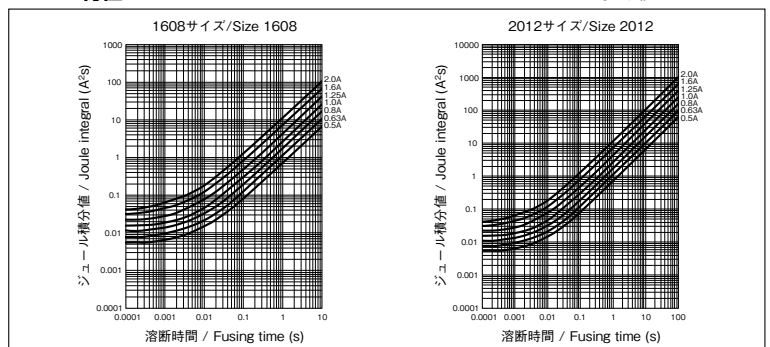 1608サイズ/Size 1608
ジュール積分値 / Joule integral (A²s)
1000
100
10
1
0.1
0.01
0.001
0.0001
2.0A
1.6A
1.25A
1.0A
0.8A
0.63A
0.5A
0.0001 0.001 0.01 0.1 1 10
溶断時間 / Fusing time (s)
2012サイズ/Size 2012
ジュール積分値 / Joule integral (A²s)
10000
1000
100
10
1
0.1
0.01
0.001
0.0001
2.0A
1.6A
1.25A
1.0A
0.8A
0.63A
0.5A
0.0001 0.001 0.01 0.1 1 10 100
溶断時間 / Fusing time (s)